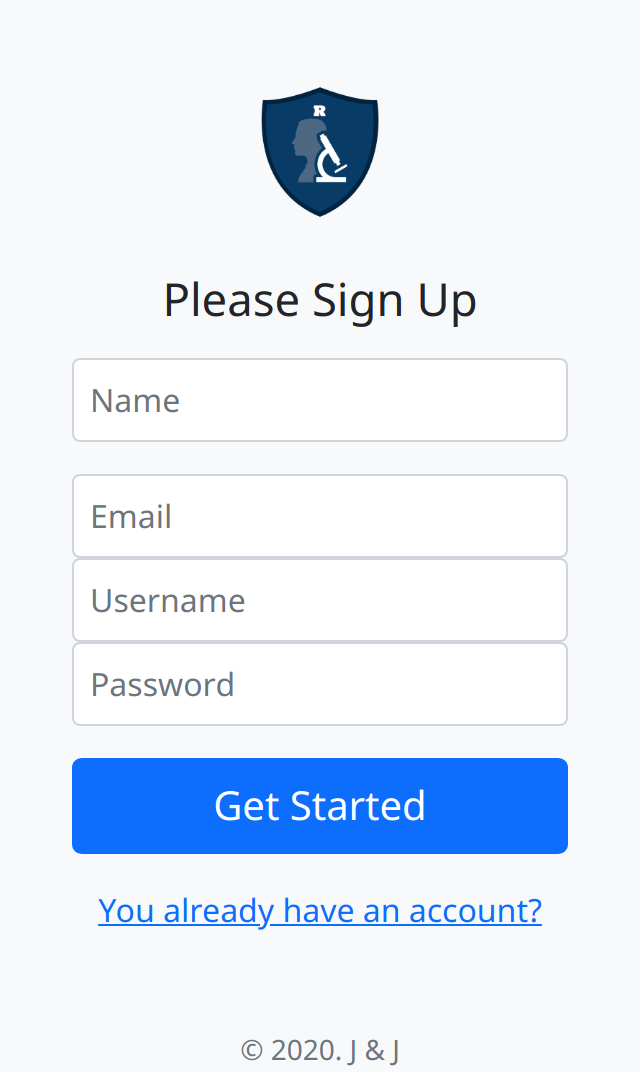 R
Please Sign Up
Name
Email
Username
Password
Get Started
You already have an account?
© 2020. J & J